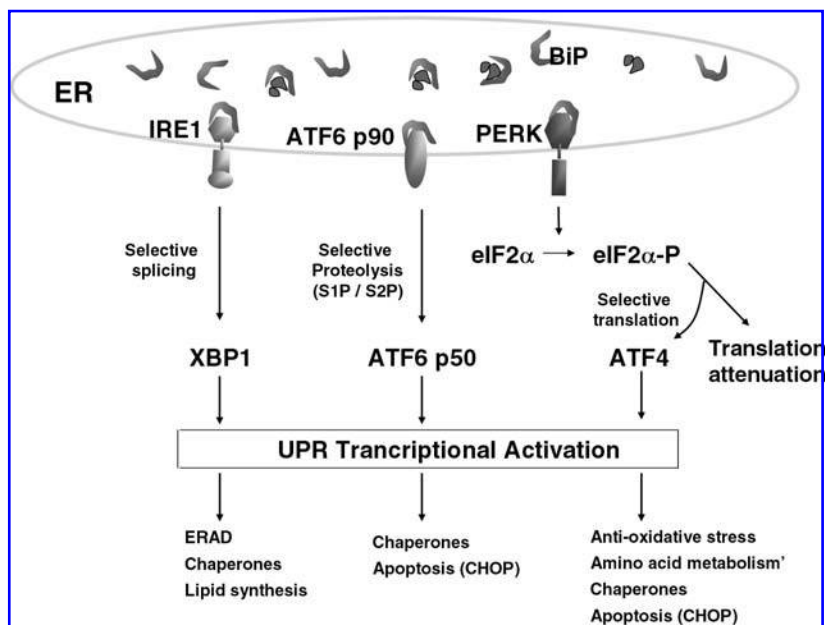 BiP
ER
IRE1
ATF6 p90
PERK
Selective
splicing
Selective
Proteolysis
(S1P / S2P)
eIF2α
eIF2α-P
Selective
translation
XBP1
ATF6 p50
ATF4
Translation
attenuation
UPR Trancriptional Activation
ERAD
Chaperones
Lipid synthesis
Chaperones
Apoptosis (CHOP)
Anti-oxidative stress
Amino acid metabolism’
Chaperones
Apoptosis (CHOP)